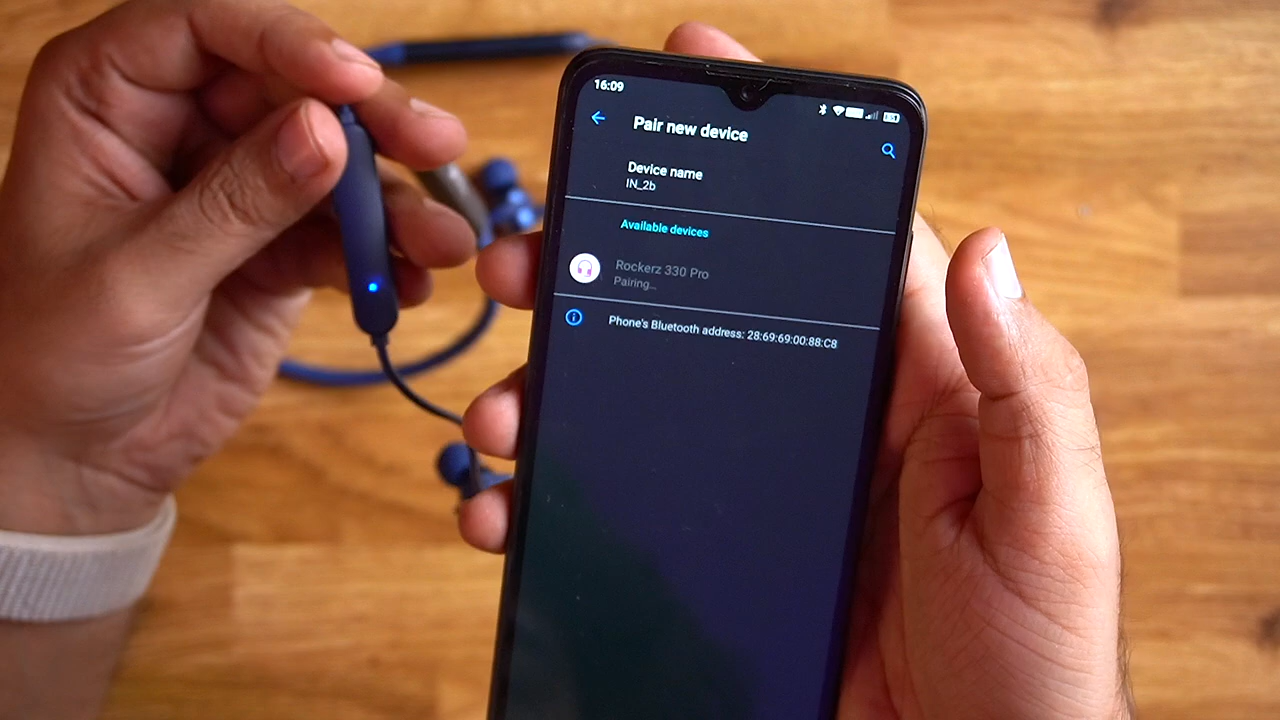 16:09
Pair new device
Device name
IN_2b
Available devices
Rockerz 330 Pro
Pairing...
Phone's Bluetooth address: 28:69:69:00:88:C8